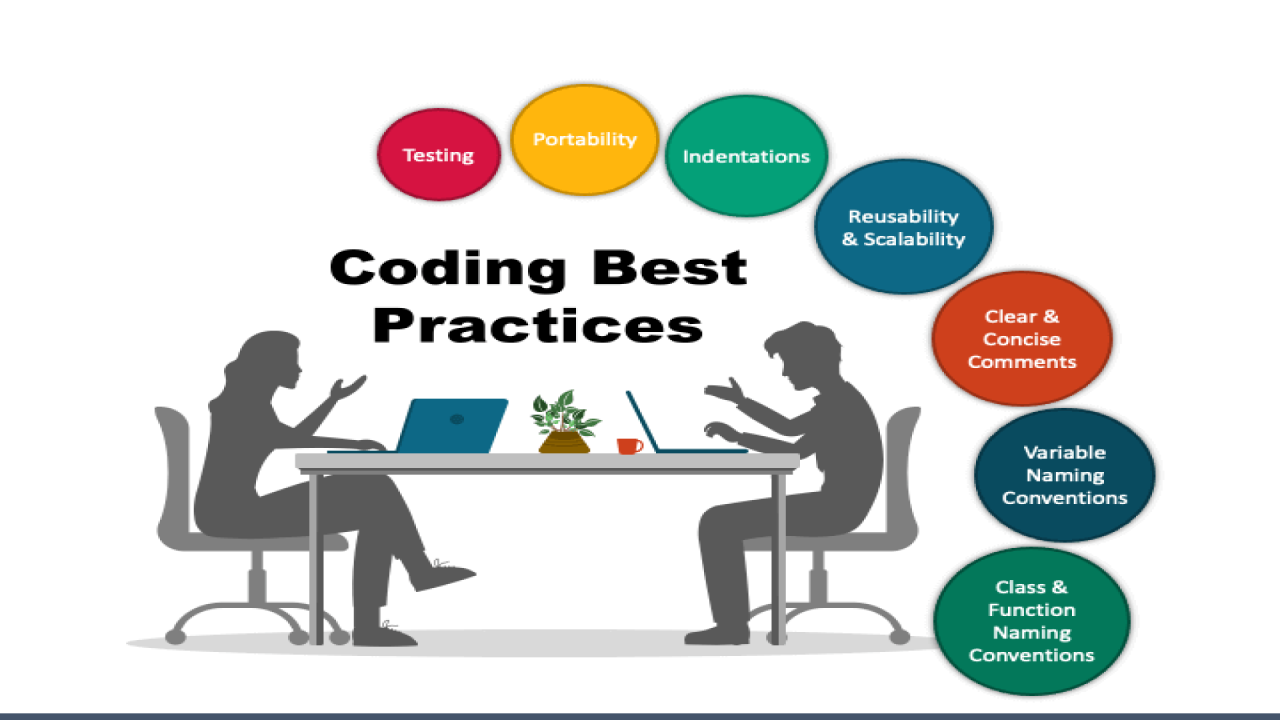 Testing
Portability
Indentations
Reusability
& Scalability
Coding Best
Practices
Clear &
Concise
Comments
Variable
Naming
Conventions
Class &
Function
Naming
Conventions